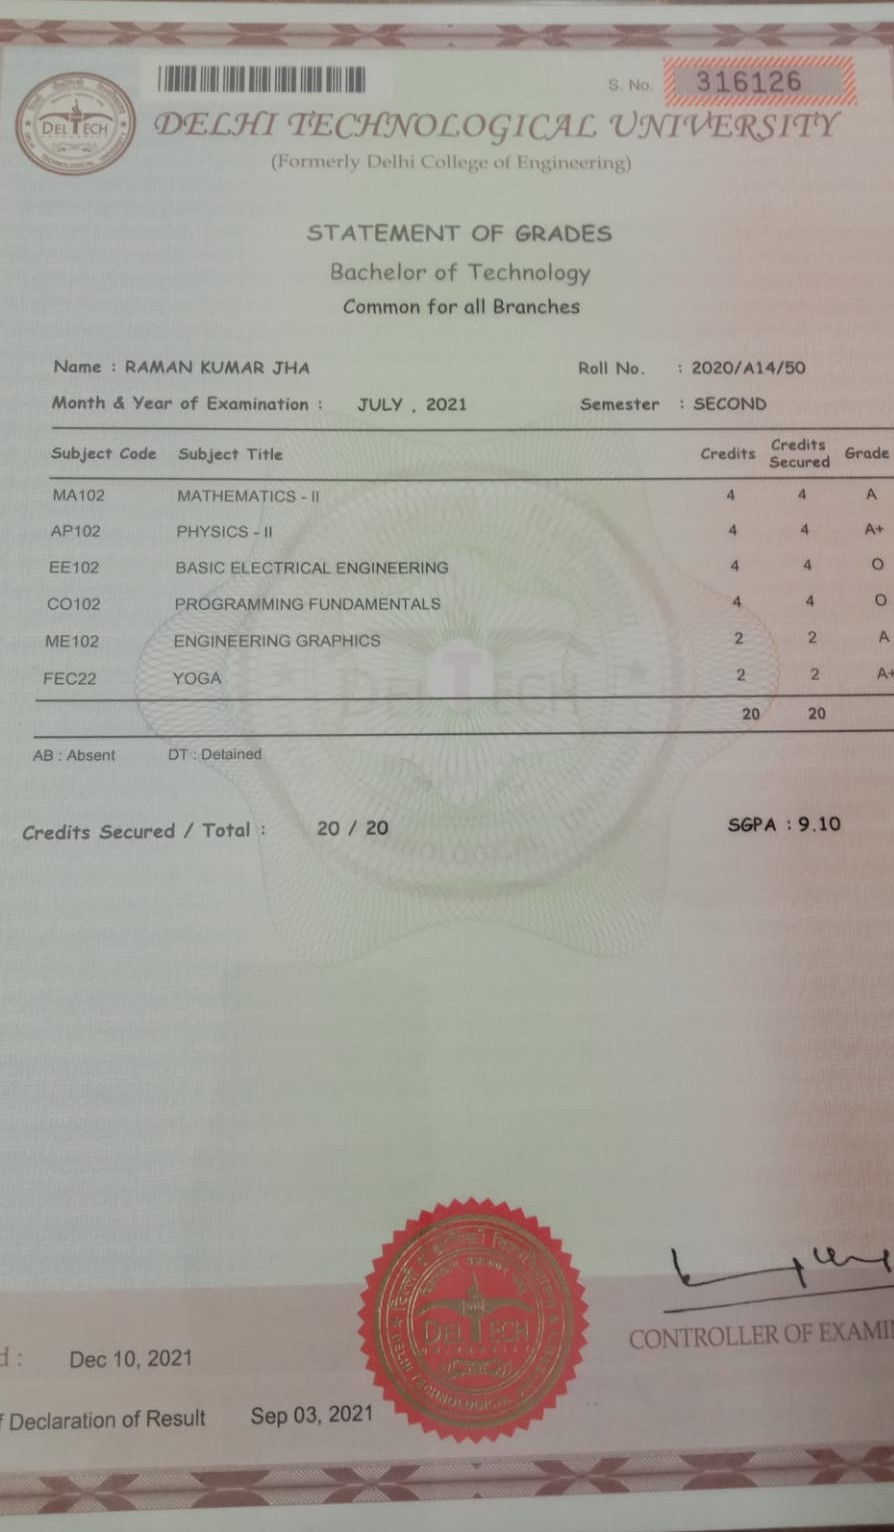 S. No. 316126
DELTECH
DELHI TECHNOLOGICAL UNIVERSITY
(Formerly Delhi College of Engineering)
STATEMENT OF GRADES
Bachelor of Technology
Common for all Branches
Name : RAMAN KUMAR JHA Roll No. : 2020/A14/50
Month & Year of Examination : JULY , 2021 Semester : SECOND
Subject Code Subject Title Credits Credits Secured Grade
MA102 MATHEMATICS - II 4 4 A
AP102 PHYSICS - II 4 4 A+
EE102 BASIC ELECTRICAL ENGINEERING 4 4 O
CO102 PROGRAMMING FUNDAMENTALS 4 4 O
ME102 ENGINEERING GRAPHICS 2 2 A
FEC22 YOGA 2 2 A+
20 20
AB : Absent DT : Detained
Credits Secured / Total : 20 / 20 SGPA : 9.10
DELTECH
DELTECH
DELHI TECHNOLOGICAL UNIVERSITY
CONTROLLER OF EXAMI
d : Dec 10, 2021
f Declaration of Result Sep 03, 2021